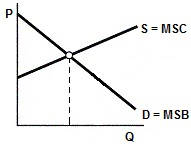 P
S = MSC
D = MSB
Q